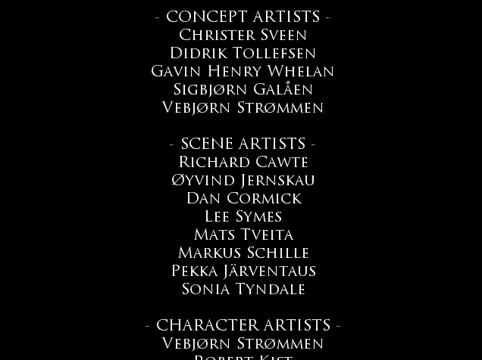 - CONCEPT ARTISTS -
Christer Sveen
Didrik Tollefsen
Gavin Henry Whelan
Sigbjørn Galåen
Vebjørn Strømmen
- SCENE ARTISTS -
Richard Cawte
Øyvind Jernskau
Dan Cormick
Lee Symes
Mats Tveita
Markus Schille
Pekka Järventaus
Sonia Tyndale
- CHARACTER ARTISTS -
Vebjørn Strømmen
Robert Kist